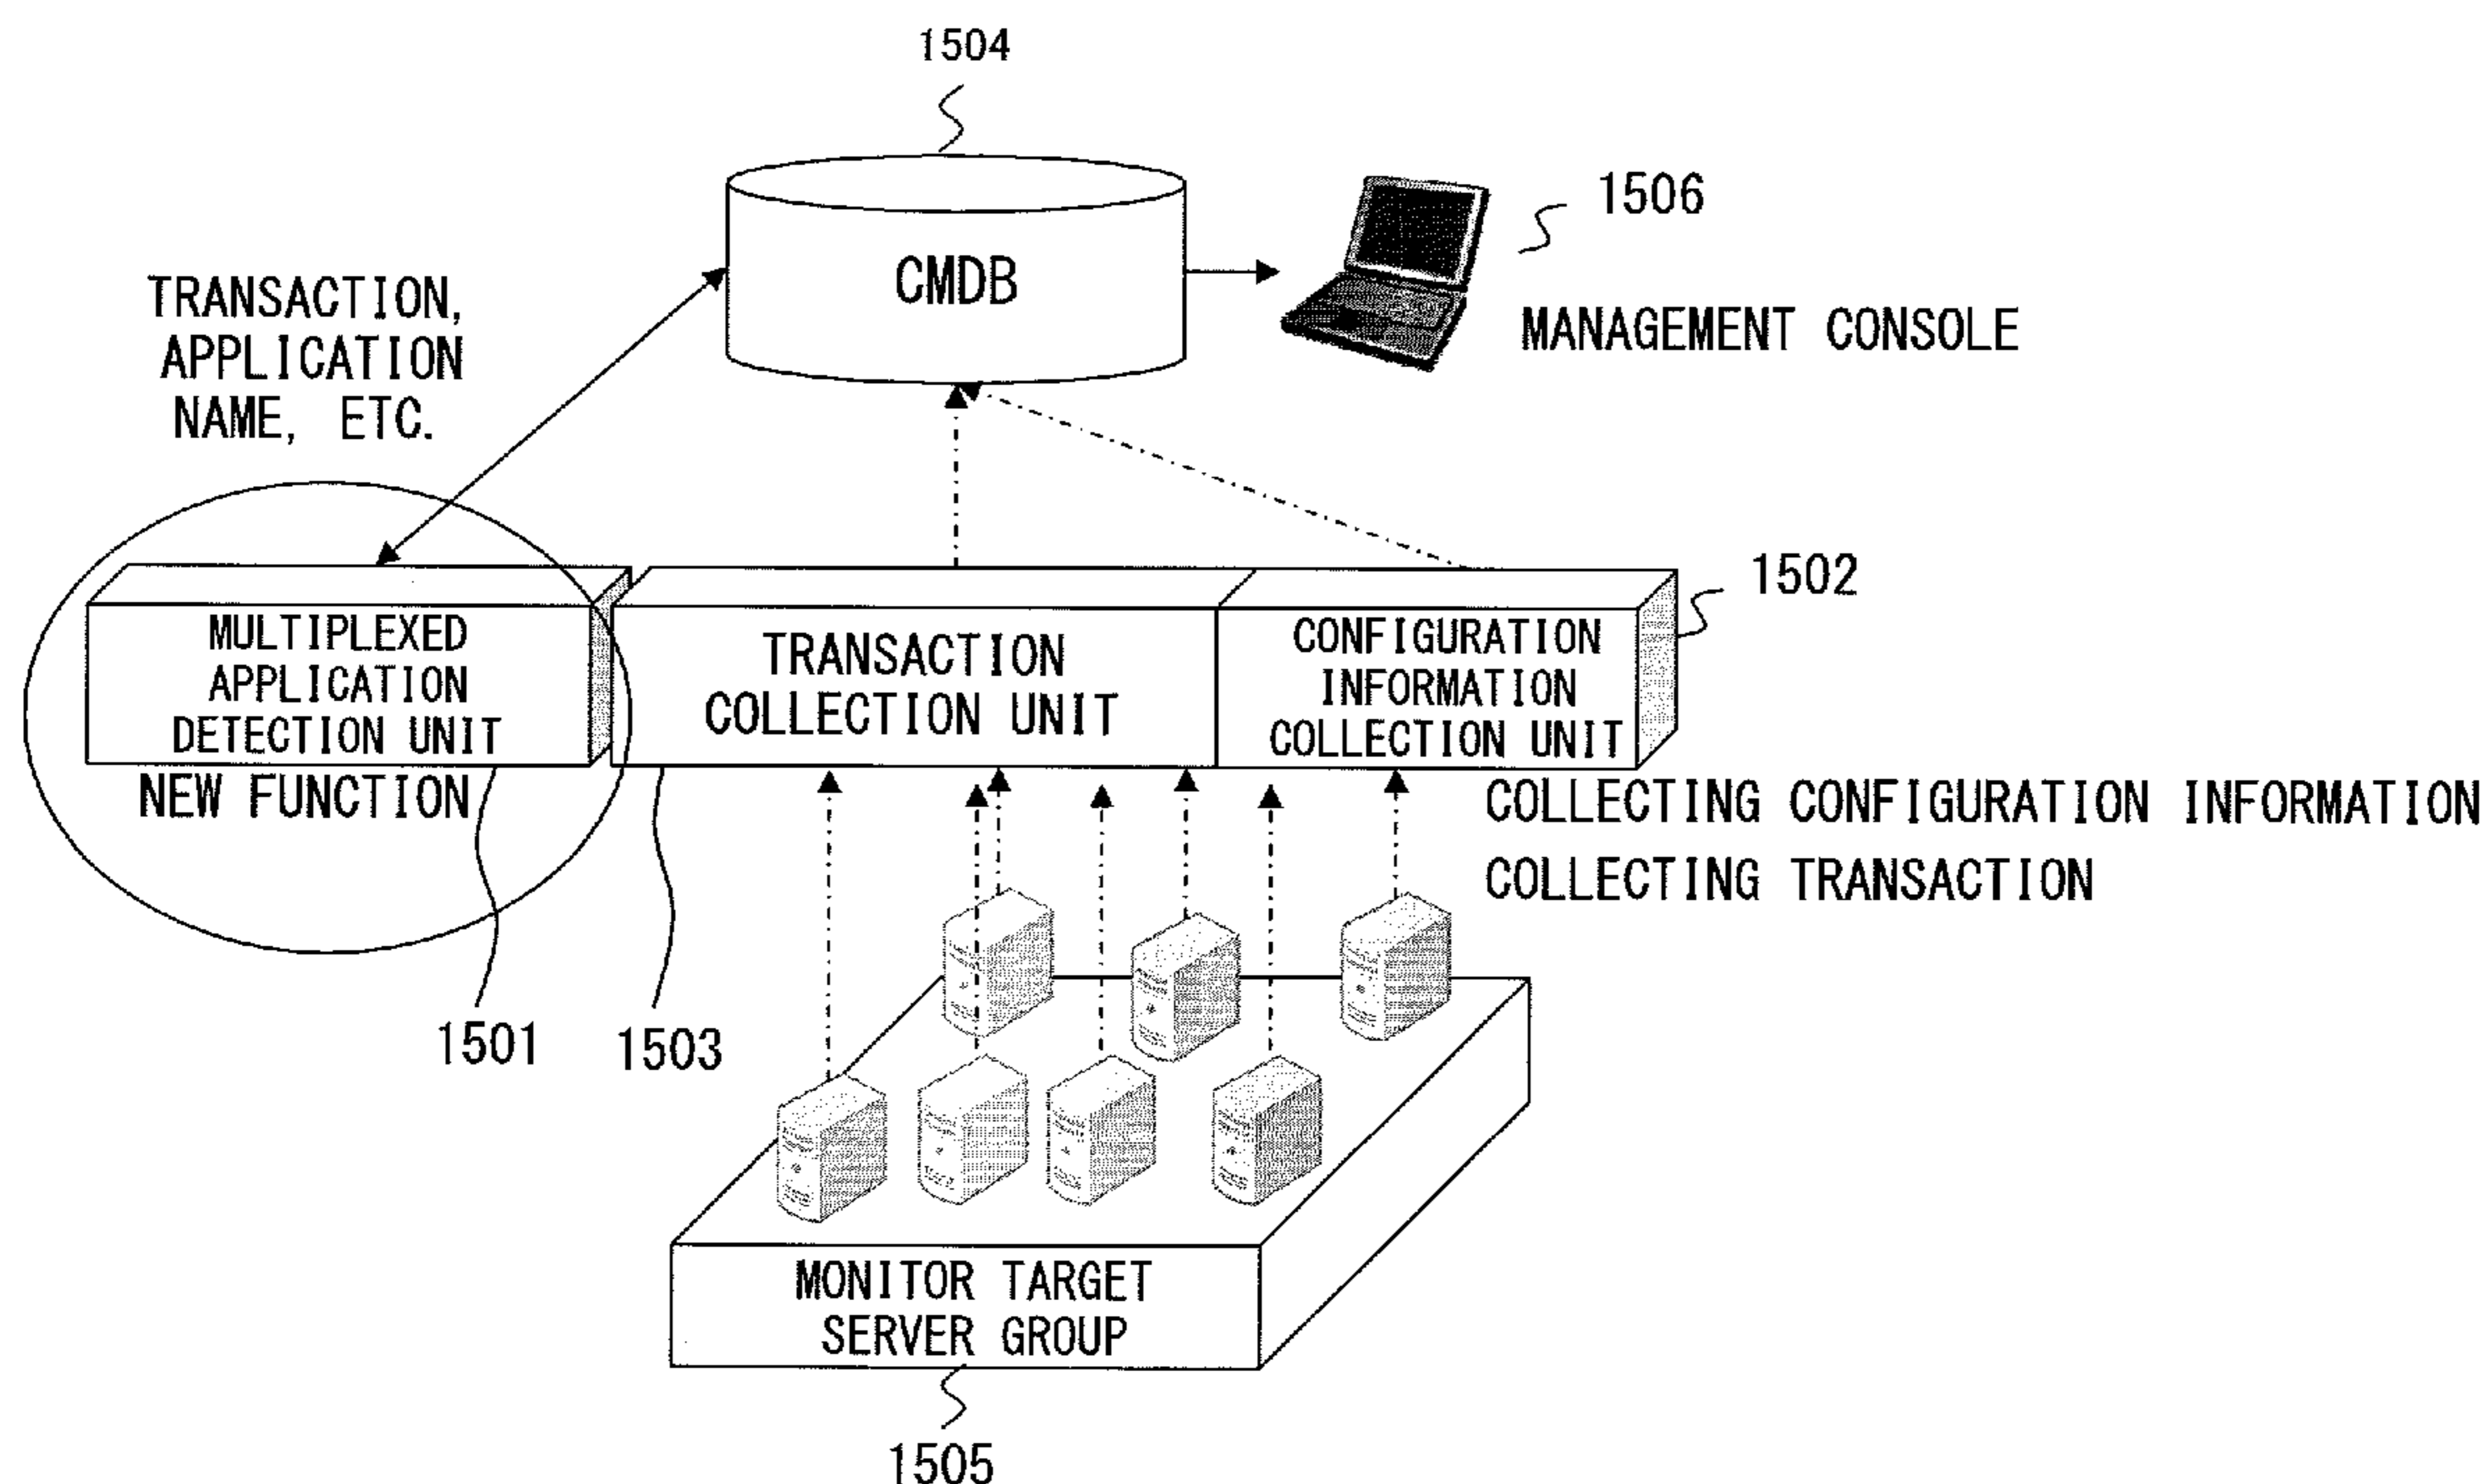 1504
1506
CMDB
MANAGEMENT CONSOLE
TRANSACTION,
APPLICATION
NAME, ETC.
1502
MULTIPLEXED
APPLICATION
DETECTION UNIT
NEW FUNCTION
TRANSACTION
COLLECTION UNIT
CONFIGURATION
INFORMATION
COLLECTION UNIT
COLLECTING CONFIGURATION INFORMATION
COLLECTING TRANSACTION
1501
1503
MONITOR TARGET
SERVER GROUP
1505